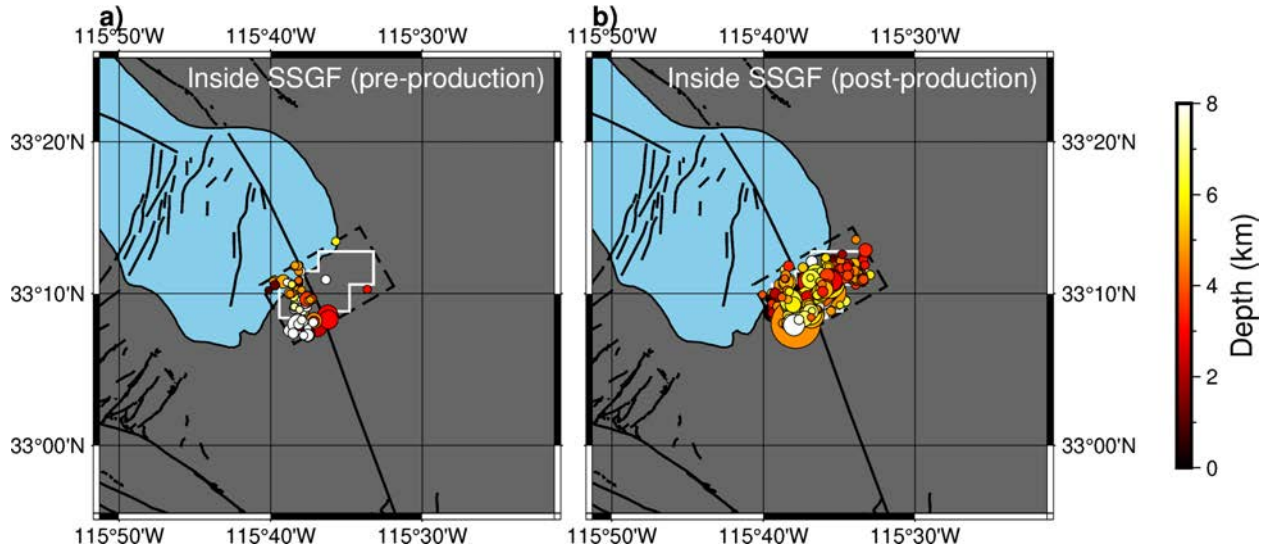 a) b)
115°50'W 115°40'W 115°30'W 115°50'W 115°40'W 115°30'W
Inside SSGF (pre-production) Inside SSGF (post-production)
8
33°20'N 33°20'N
6
33°10'N 33°10'N
4
Depth (km)
2
33°00'N 33°00'N
0
115°50'W 115°40'W 115°30'W 115°50'W 115°40'W 115°30'W